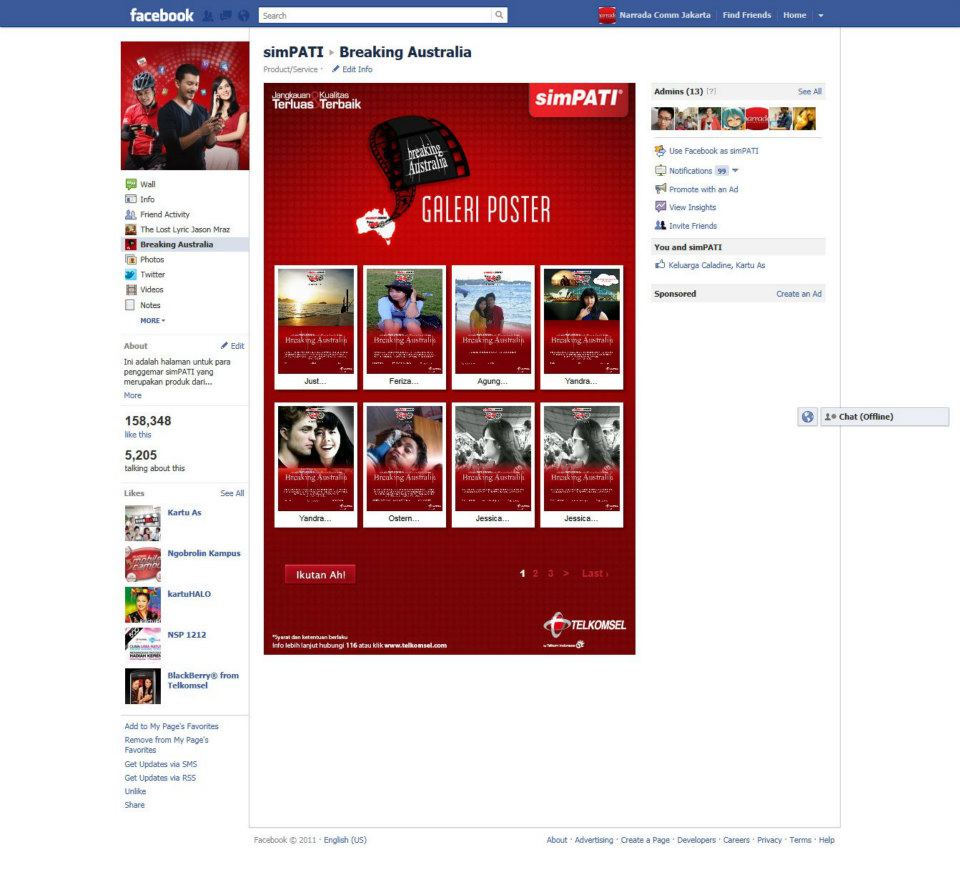 facebook
Search
Narrada Comm Jakarta
Find Friends
Home
simPATI ▸ Breaking Australia
Product/Service · Edit Info
Wall
Info
Friend Activity
The Lost Lyric Jason Mraz
Breaking Australia
Photos
Twitter
Videos
Notes
MORE
About
Edit
Ini adalah halaman untuk para
penggemar simPATI yang
merupakan produk dari...
More
158,348
like this
5,205
talking about this
Likes
See All
Kartu As
Ngobrolin Kampus
kartuHALO
NSP 1212
BlackBerry® from
Telkomsel
Add to My Page's Favorites
Remove from My Page's
Favorites
Get Updates via SMS
Get Updates via RSS
Unlike
Share
Jangkauan & Kualitas
Terluas Terbaik
simPATI®
breaking
Australia
GALERI POSTER
Breaking Australia
Just...
Breaking Australia
Feriza...
Breaking Australia
Agung...
Breaking Australia
Yandra...
Breaking Australia
Yandra...
Breaking Australia
Ostern...
Breaking Australia
Jessica...
Breaking Australia
Jessica...
Ikutan Ah!
1 2 3 > Last ›
TELKOMSEL
by Telkom Indonesia
*Syarat dan ketentuan berlaku
Info lebih lanjut hubungi 116 atau klik www.telkomsel.com
Admins (13) [?]
See All
narrada
Use Facebook as simPATI
Notifications 99
Promote with an Ad
View Insights
Invite Friends
You and simPATI
Keluarga Caladine, Kartu As
Sponsored
Create an Ad
Chat (Offline)
Facebook © 2011 · English (US)
About · Advertising · Create a Page · Developers · Careers · Privacy · Terms · Help